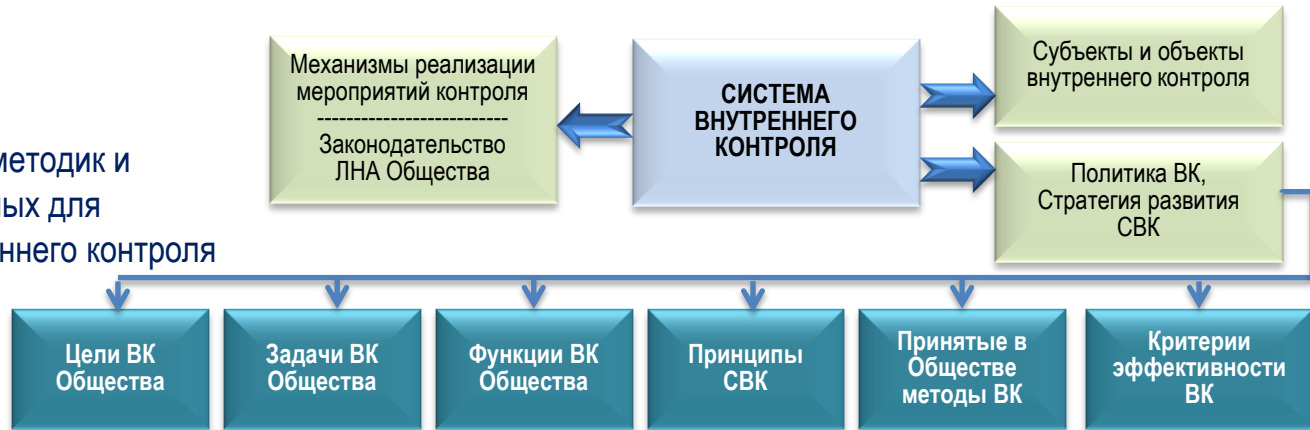 Механизмы реализации
мероприятий контроля
--------------------------
Законодательство
ЛНА Общества
СИСТЕМА
ВНУТРЕННЕГО
КОНТРОЛЯ
Субъекты и объекты
внутреннего контроля
Политика ВК,
Стратегия развития
СВК
методик и
ных для
ннего контроля
Цели ВК
Общества
Задачи ВК
Общества
Функции ВК
Общества
Принципы
СВК
Принятые в
Обществе
методы ВК
Критерии
эффективности
ВК